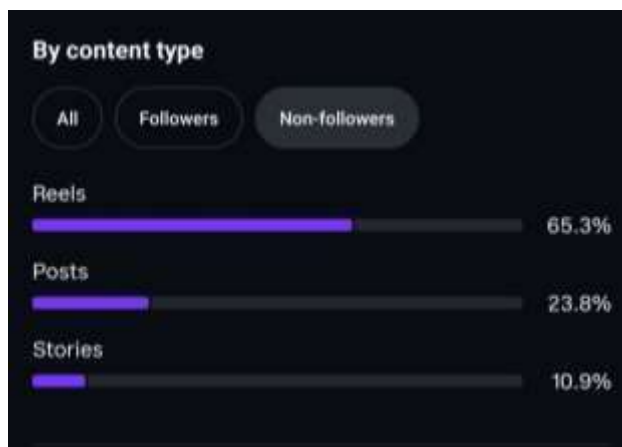 By content type
All Followers Non-followers
Reels
65.3%
Posts
23.8%
Stories
10.9%